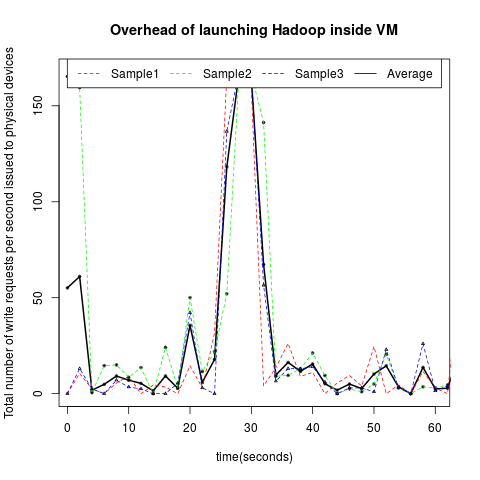 Overhead of launching Hadoop inside VM
Total number of write requests per second issued to physical devices
Sample1 Sample2 Sample3 Average
150
100
50
0
0 10 20 30 40 50 60
time(seconds)